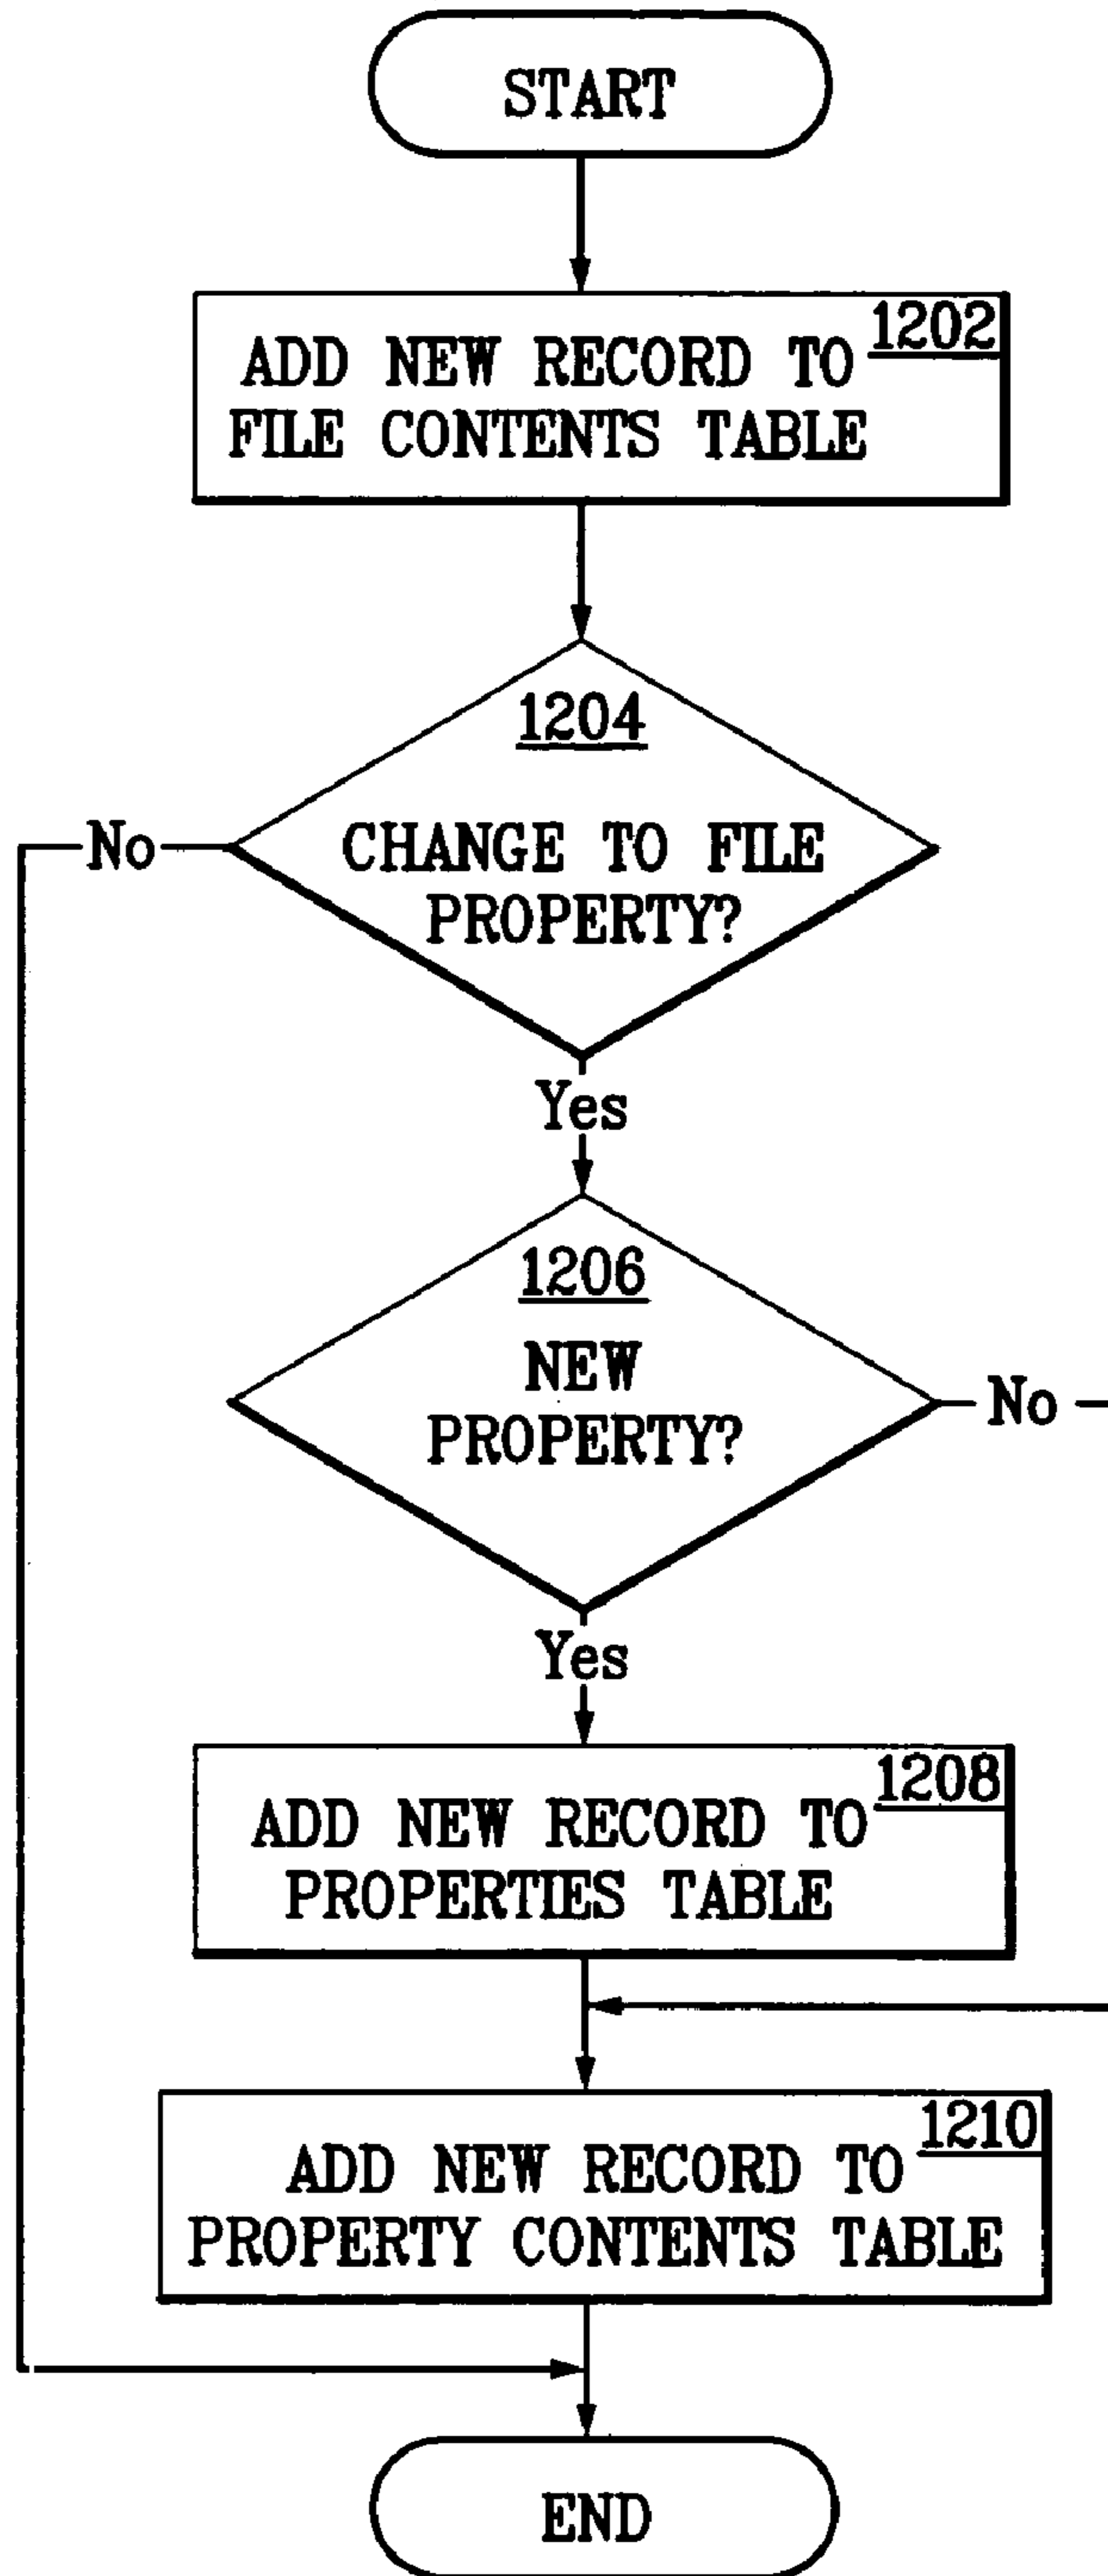 START
1202
ADD NEW RECORD TO
FILE CONTENTS TABLE
1204
No
CHANGE TO FILE
PROPERTY?
Yes
1206
NEW
PROPERTY?
No
Yes
1208
ADD NEW RECORD TO
PROPERTIES TABLE
1210
ADD NEW RECORD TO
PROPERTY CONTENTS TABLE
END